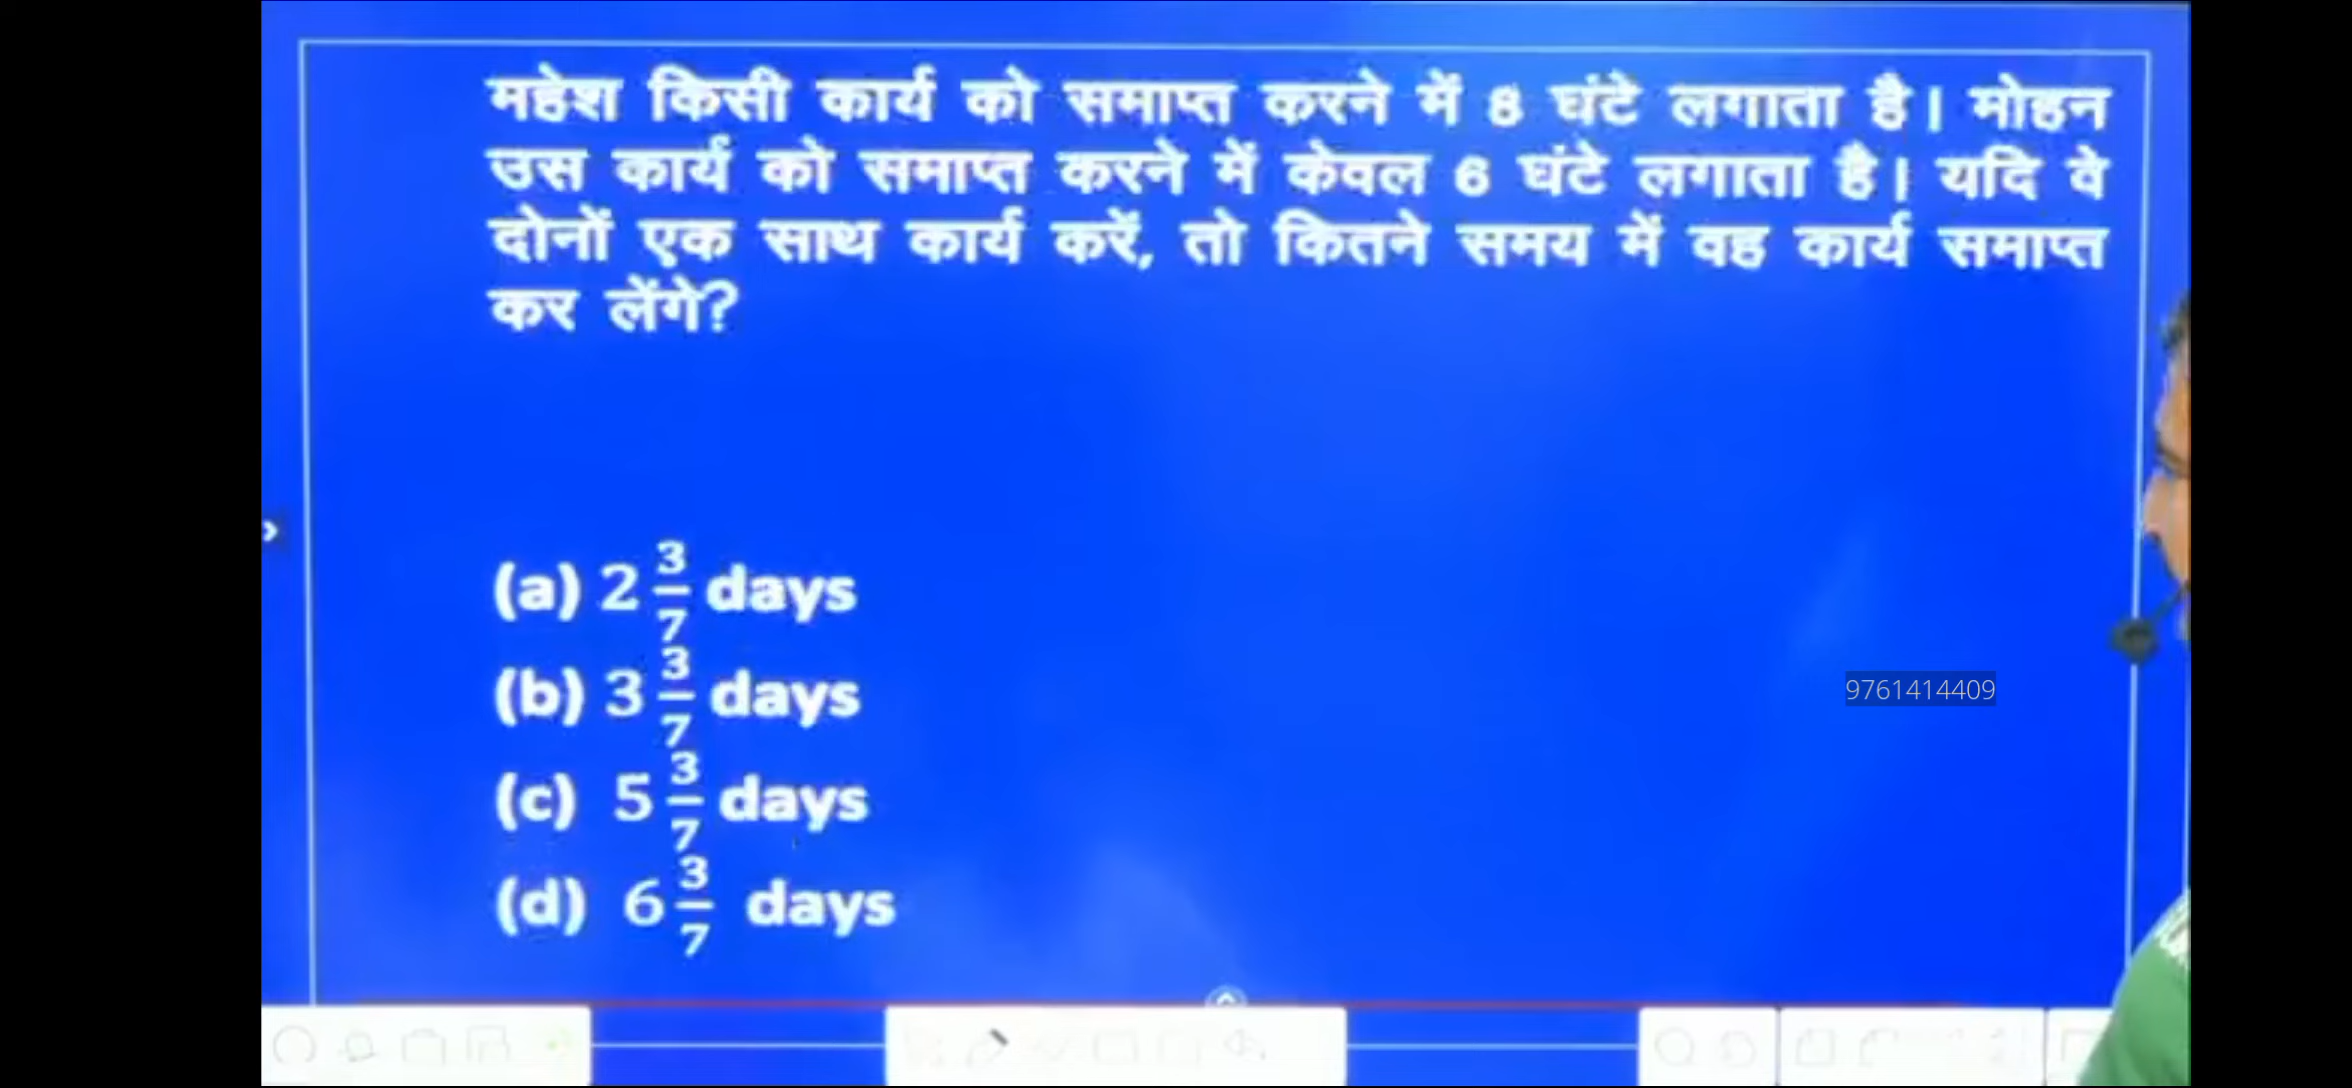 महेश किसी कार्य को समाप्त करने में 8 घंटे लगाता है। मोहन
उस कार्य को समाप्त करने में केवल 6 घंटे लगाता है। यदि वे
दोनों एक साथ कार्य करें, तो कितने समय में वह कार्य समाप्त
कर लेंगे?
(a) 2 3/7 days
(b) 3 3/7 days
9761414409
(c) 5 3/7 days
(d) 6 3/7 days